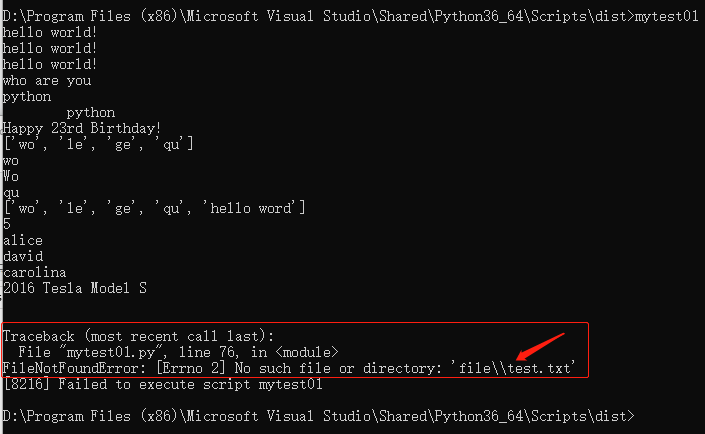 D:\Program Files (x86)\Microsoft Visual Studio\Shared\Python36_64\Scripts\dist>mytest01
hello world!
hello world!
hello world!
who are you
python
        python
Happy 23rd Birthday!
['wo', 'le', 'ge', 'qu']
wo
Wo
qu
['wo', 'le', 'ge', 'qu', 'hello word']
5
alice
david
carolina
2016 Tesla Model S
Traceback (most recent call last):
  File "mytest01.py", line 76, in <module>
FileNotFoundError: [Errno 2] No such file or directory: 'file\\test.txt'
[8216] Failed to execute script mytest01
D:\Program Files (x86)\Microsoft Visual Studio\Shared\Python36_64\Scripts\dist>